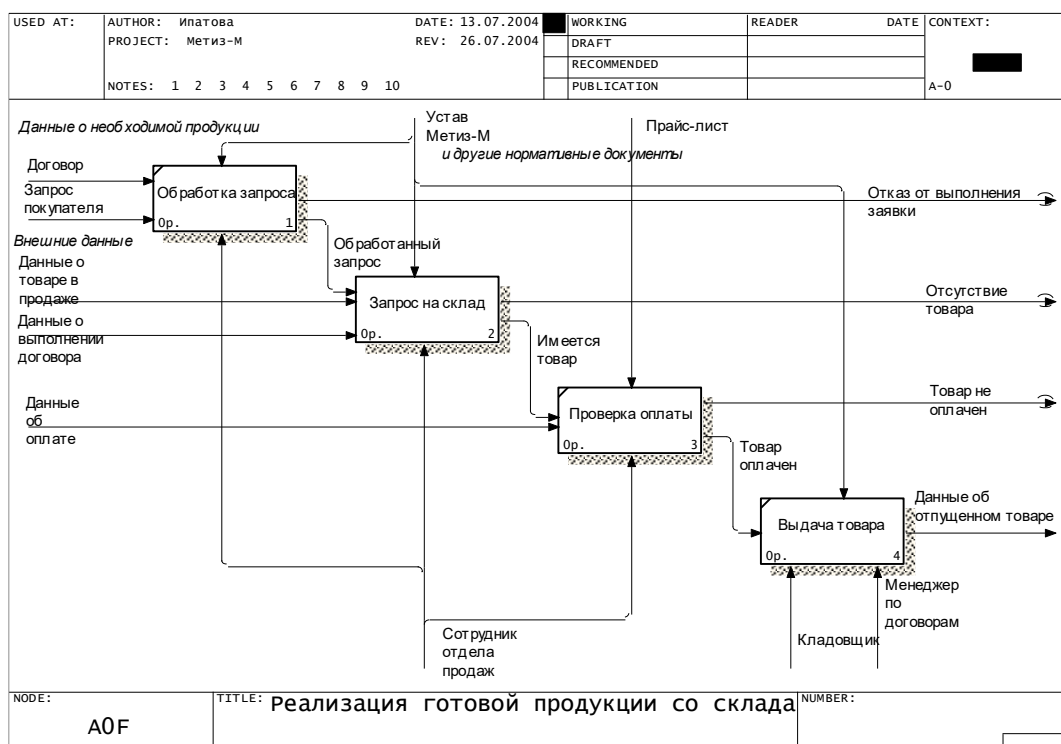 USED AT:
AUTHOR: Ипатова
DATE: 13.07.2004
WORKING
READER
DATE
CONTEXT:
PROJECT: Метиз-М
REV: 26.07.2004
DRAFT
RECOMMENDED
NOTES: 1 2 3 4 5 6 7 8 9 10
PUBLICATION
A-0
Данные о необходимой продукции
Устав
Метиз-М
и другие нормативные документы
Прайс-лист
Договор
Запрос
покупателя
Обработка запроса
0р.
1
Отказ от выполнения
заявки
Внешние данные
Данные о
товаре в
продаже
Обработанный
запрос
Запрос на склад
0р.
2
Отсутствие
товара
Данные о
выполнении
договора
Имеется
товар
Данные
об
оплате
Проверка оплаты
0р.
3
Товар не
оплачен
Товар
оплачен
Выдача товара
0р.
4
Данные об
отпущенном товаре
Менеджер
по
договорам
Кладовщик
Сотрудник
отдела
продаж
NODE:
A0F
TITLE:
Реализация готовой продукции со склада
NUMBER: